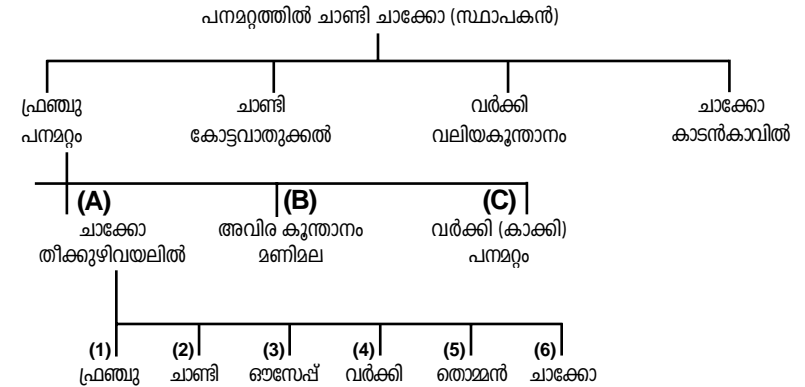 പനമറ്റത്തിൽ ചാണ്ടി ചാക്കോ (സ്ഥാപകൻ)
ഫ്രഞ്ചു ചാണ്ടി വർക്കി ചാക്കോ
പനമറ്റം കോട്ടവാതുക്കൽ വലിയകൂന്താനം കാടൻകാവിൽ
(A) (B) (C)
ചാക്കോ അവിര കൂന്താനം വർക്കി (കാക്കി)
തീക്കുഴിവയലിൽ മണിമല പനമറ്റം
(1) (2) (3) (4) (5) (6)
ഫ്രഞ്ചു ചാണ്ടി ഔസേപ്പ് വർക്കി തൊമ്മൻ ചാക്കോ